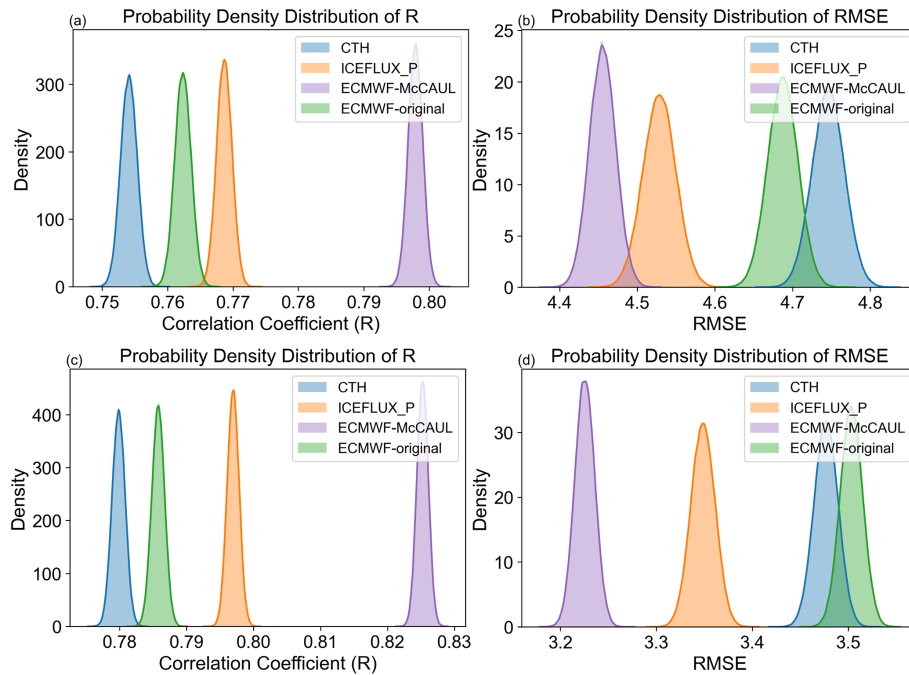 (a) Probability Density Distribution of R
CTH
ICEFLUX_P
ECMWF-McCAUL
ECMWF-original
300
200
100
0
Density
0.75 0.76 0.77 0.78 0.79 0.80
Correlation Coefficient (R)
(b) Probability Density Distribution of RMSE
CTH
ICEFLUX_P
ECMWF-McCAUL
ECMWF-original
25
20
15
10
5
0
Density
4.4 4.5 4.6 4.7 4.8
RMSE
(c) Probability Density Distribution of R
CTH
ICEFLUX_P
ECMWF-McCAUL
ECMWF-original
400
300
200
100
0
Density
0.78 0.79 0.80 0.81 0.82 0.83
Correlation Coefficient (R)
(d) Probability Density Distribution of RMSE
CTH
ICEFLUX_P
ECMWF-McCAUL
ECMWF-original
30
20
10
0
Density
3.2 3.3 3.4 3.5
RMSE